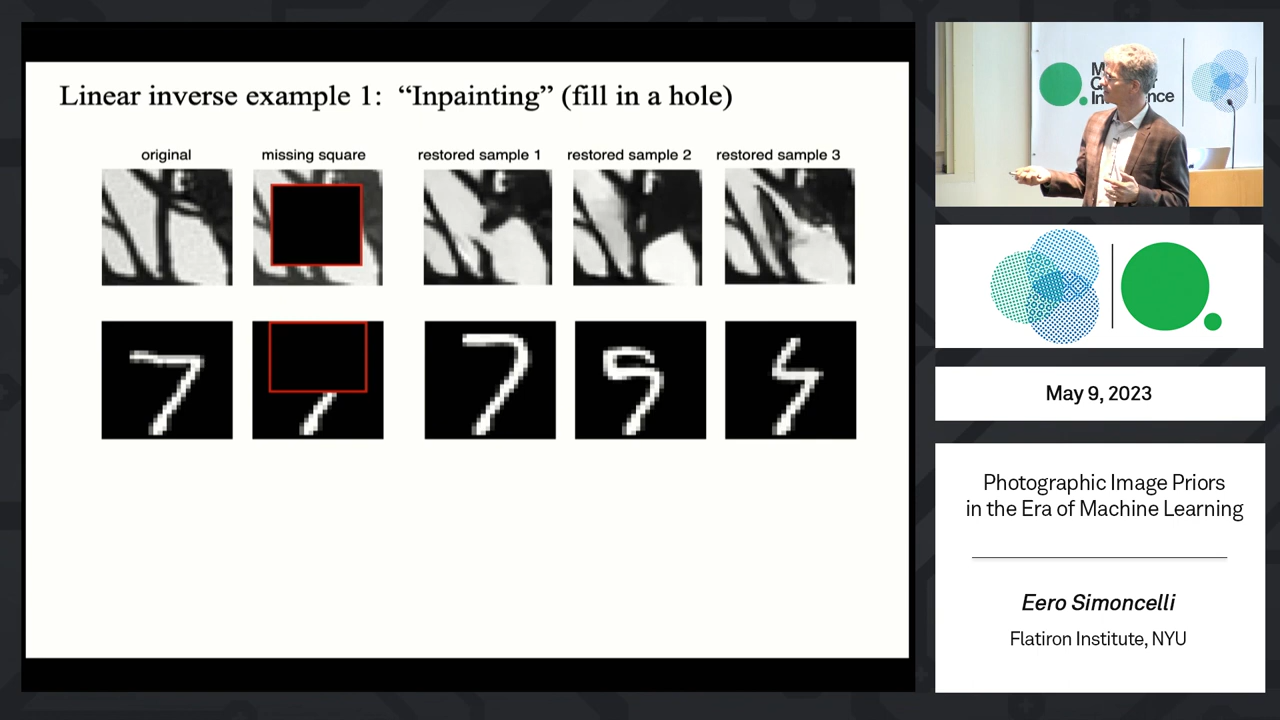 Linear inverse example 1: “Inpainting” (fill in a hole)
original
missing square
restored sample 1
restored sample 2
restored sample 3
May 9, 2023
Photographic Image Priors
in the Era of Machine Learning
Eero Simoncelli
Flatiron Institute, NYU